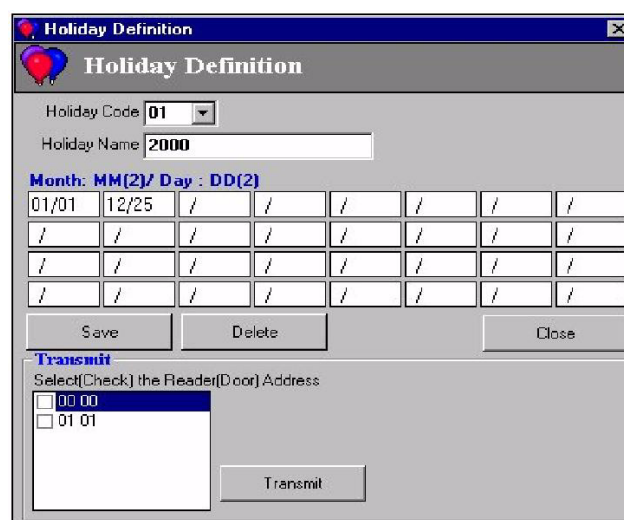 Holiday Definition
Holiday Definition
Holiday Code 01
Holiday Name 2000
Month: MM(2)/ Day : DD(2)
01/01 12/25 / / / / / /
/ / / / / / / /
/ / / / / / / /
/ / / / / / / /
Save Delete Close
Transmit
Select(Check) the Reader(Door) Address
00 00
01 01
Transmit